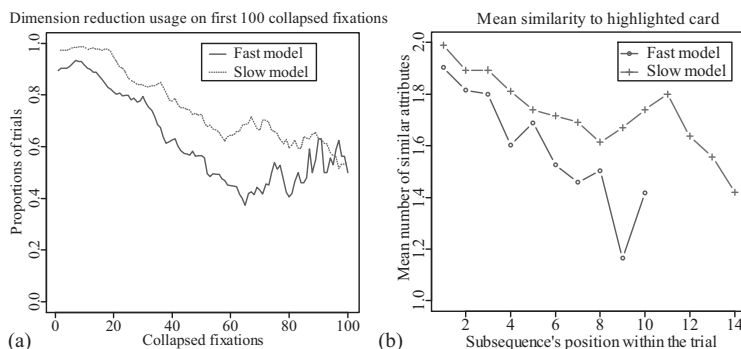 Dimension reduction usage on first 100 collapsed fixations
Fast model
Slow model
Proportions of trials
0.0
0.2
0.4
0.6
0.8
1.0
0
20
40
60
80
100
(a)
Collapsed fixations
Mean similarity to highlighted card
Fast model
Slow model
Mean number of similar attributes
1.0
1.2
1.4
1.6
1.8
2.0
2
4
6
8
10
12
14
(b)
Subsequence's position within the trial